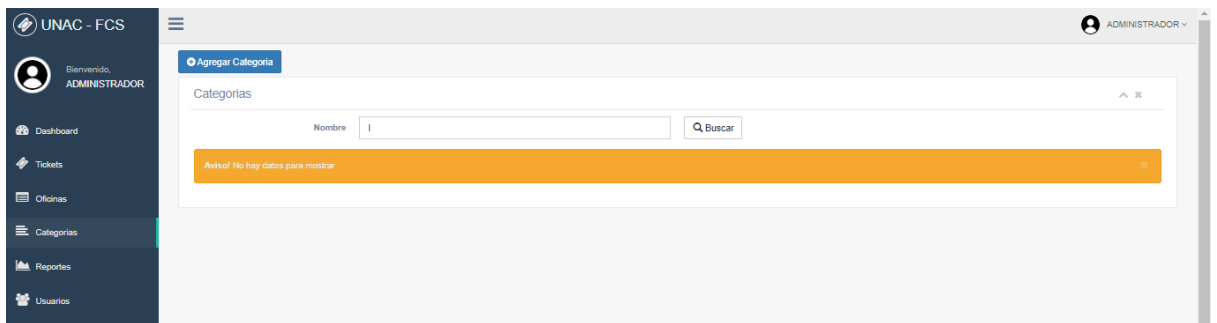 UNAC - FCS
ADMINISTRADOR
Bienvenido,
ADMINISTRADOR
Dashboard
Tickets
Oficinas
Categorias
Reportes
Usuarios
Agregar Categoria
Categorias
Nombre
Buscar
Aviso! No hay datos para mostrar